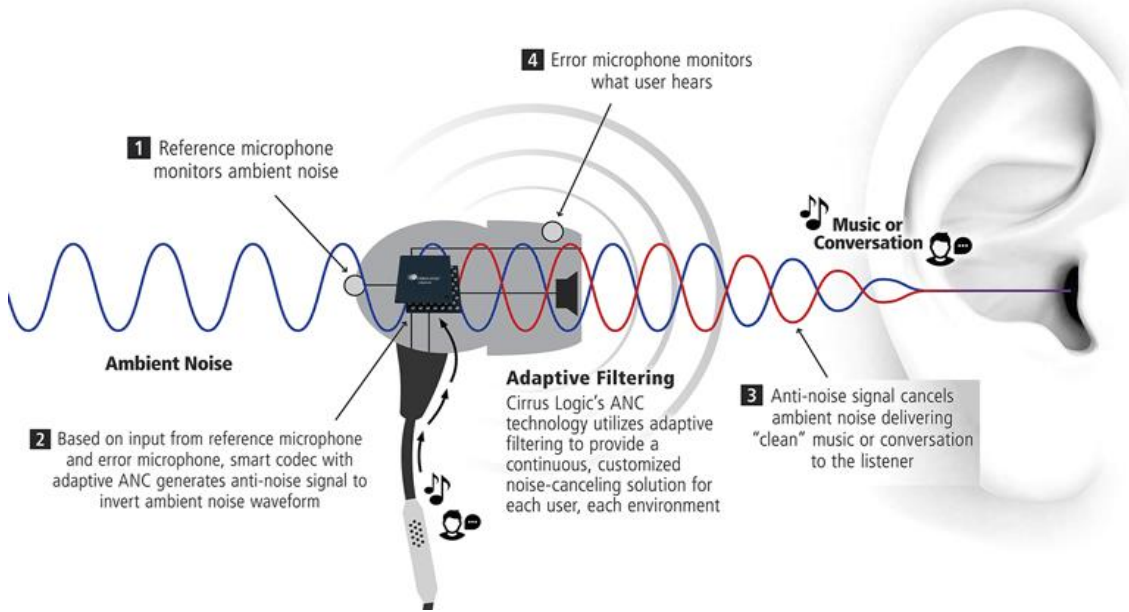 4 Error microphone monitors
what user hears
1 Reference microphone
monitors ambient noise
Music or
Conversation
Ambient Noise
Adaptive Filtering
Cirrus Logic's ANC
technology utilizes adaptive
filtering to provide a
continuous, customized
noise-canceling solution for
each user, each environment
3 Anti-noise signal cancels
ambient noise delivering
"clean" music or conversation
to the listener
2 Based on input from reference microphone
and error microphone, smart codec with
adaptive ANC generates anti-noise signal to
invert ambient noise waveform